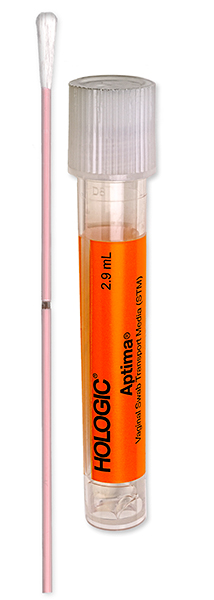 HOLOGIC®
Aptima®
Vaginal Swab Transport Media (STM)
2.9 mL